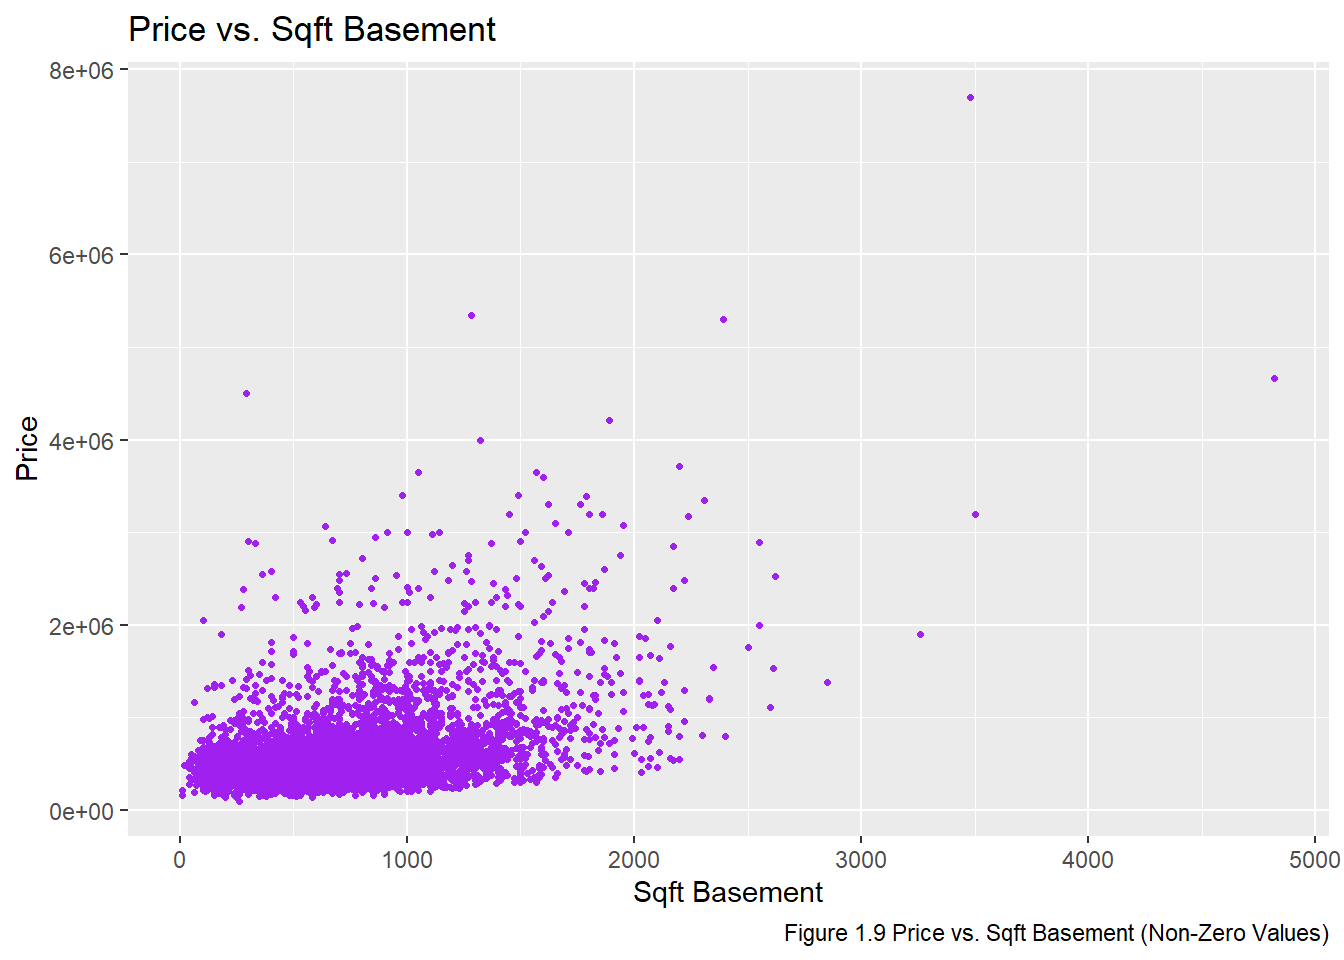 Price vs. Sqft Basement
8e+06
6e+06
4e+06
2e+06
0e+00
Price
0 1000 2000 3000 4000 5000
Sqft Basement
Figure 1.9 Price vs. Sqft Basement (Non-Zero Values)